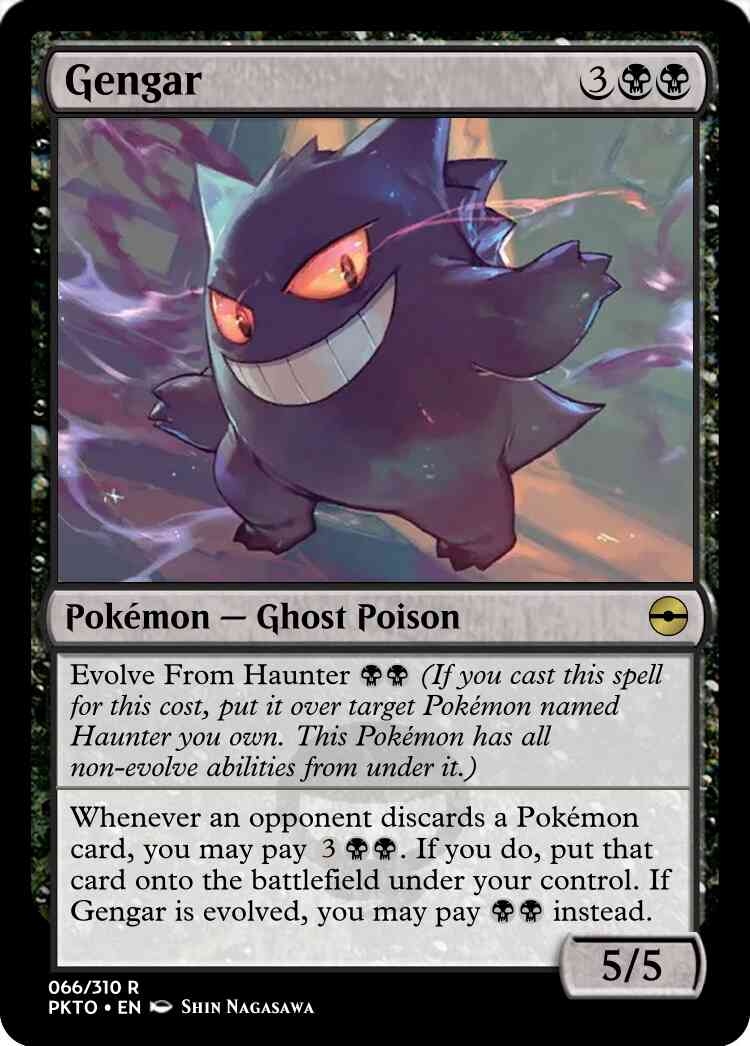 Gengar 3
Pokémon — Ghost Poison
Evolve From Haunter (If you cast this spell
for this cost, put it over target Pokémon named
Haunter you own. This Pokémon has all
non-evolve abilities from under it.)
Whenever an opponent discards a Pokémon
card, you may pay 3 . If you do, put that
card onto the battlefield under your control. If
Gengar is evolved, you may pay instead.
5/5
066/310 R
PKTO • EN Shin Nagasawa